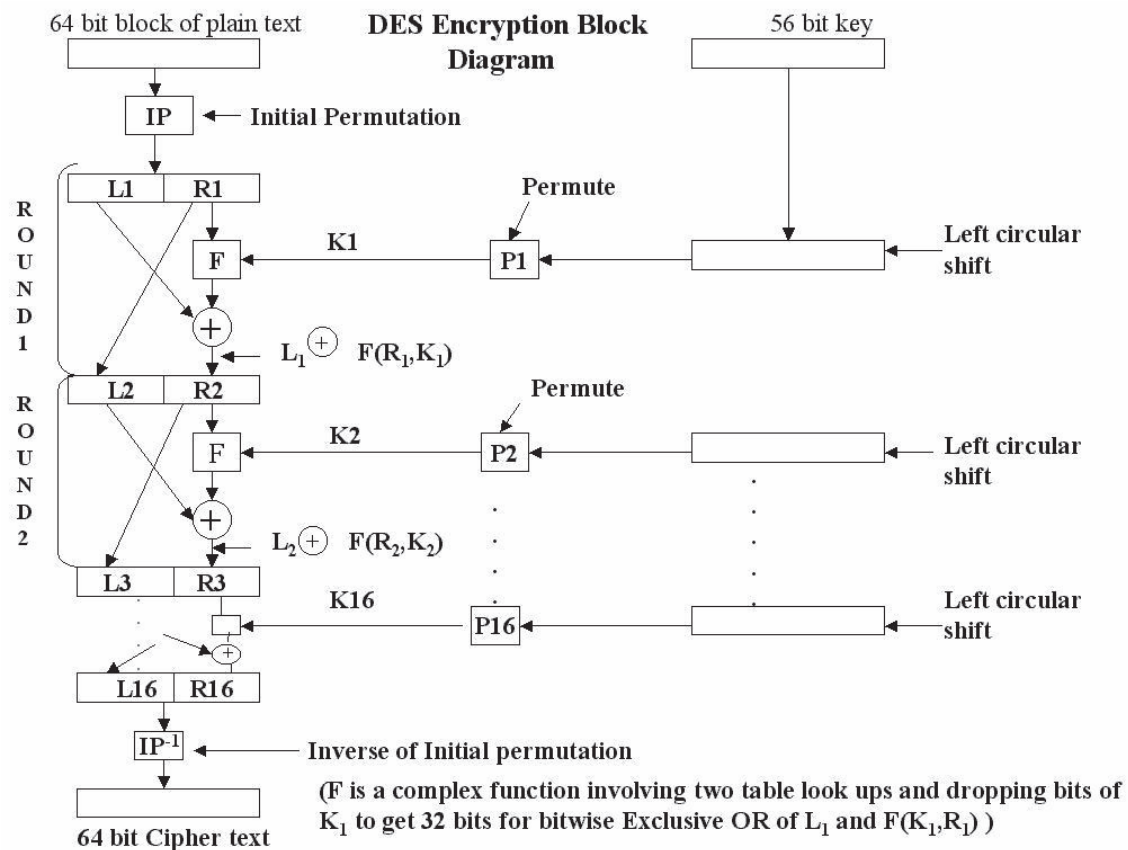 64 bit block of plain text
DES Encryption Block
Diagram
56 bit key
IP
Initial Permutation
L1 R1
Permute
ROUND1
K1
F
P1
Left circular
shift
+
L₁ ⊕ F(R₁,K₁)
L2 R2
Permute
ROUND2
K2
F
P2
Left circular
shift
+
L₂ ⊕ F(R₂,K₂)
L3 R3
K16
P16
Left circular
shift
+
L16 R16
IP⁻¹
Inverse of Initial permutation
(F is a complex function involving two table look ups and dropping bits of
K₁ to get 32 bits for bitwise Exclusive OR of L₁ and F(K₁,R₁) )
64 bit Cipher text